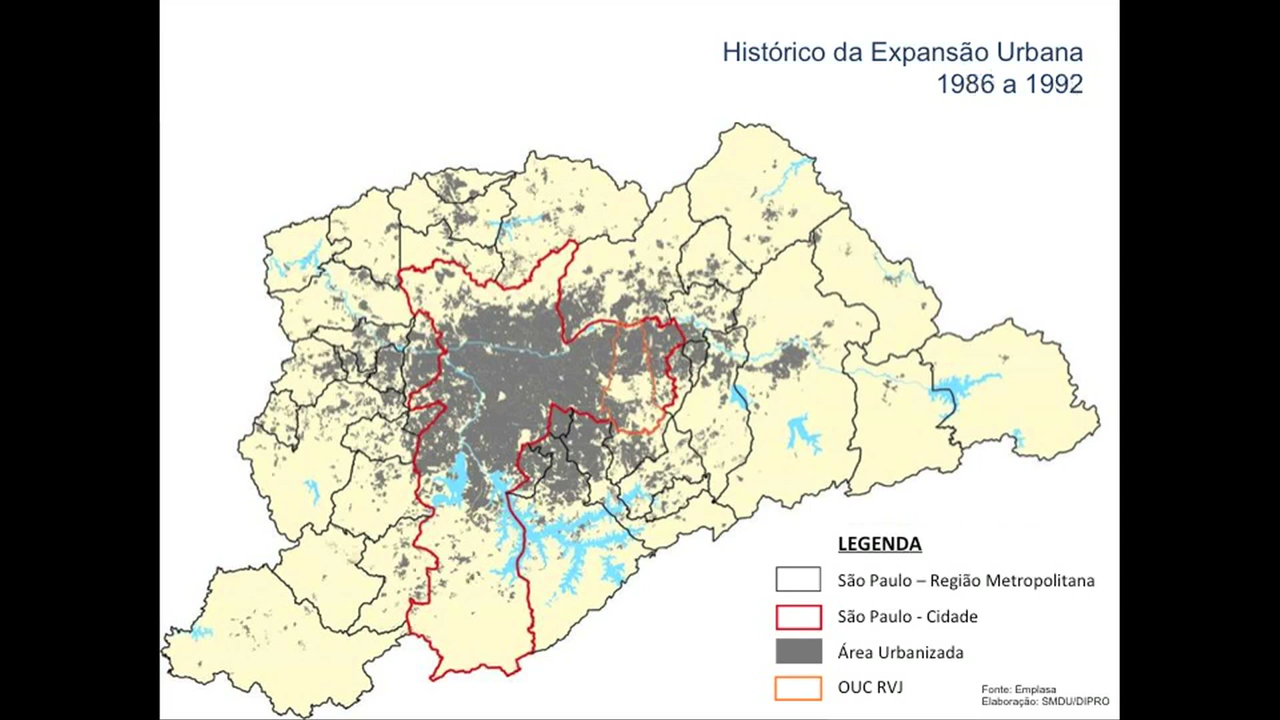 Histórico da Expansão Urbana
1986 a 1992
LEGENDA
São Paulo – Região Metropolitana
São Paulo - Cidade
Área Urbanizada
OUC RVJ
Fonte: Emplasa
Elaboração: SMDU/DIPRO